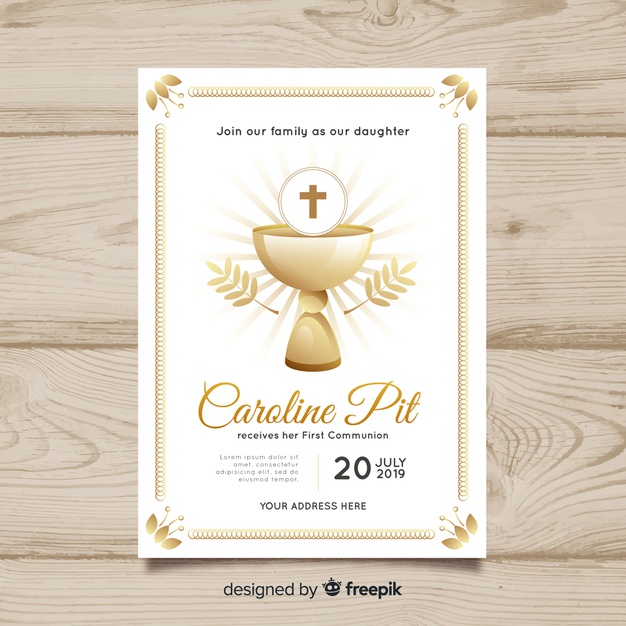 Join our family as our daughter
Caroline Pit
receives her First Communion
Lorem ipsum dolor sit
amet, consectetur
adipiscing elit, sed
do eiusmod tempor
20 JULY
2019
YOUR ADDRESS HERE
designed by freepik